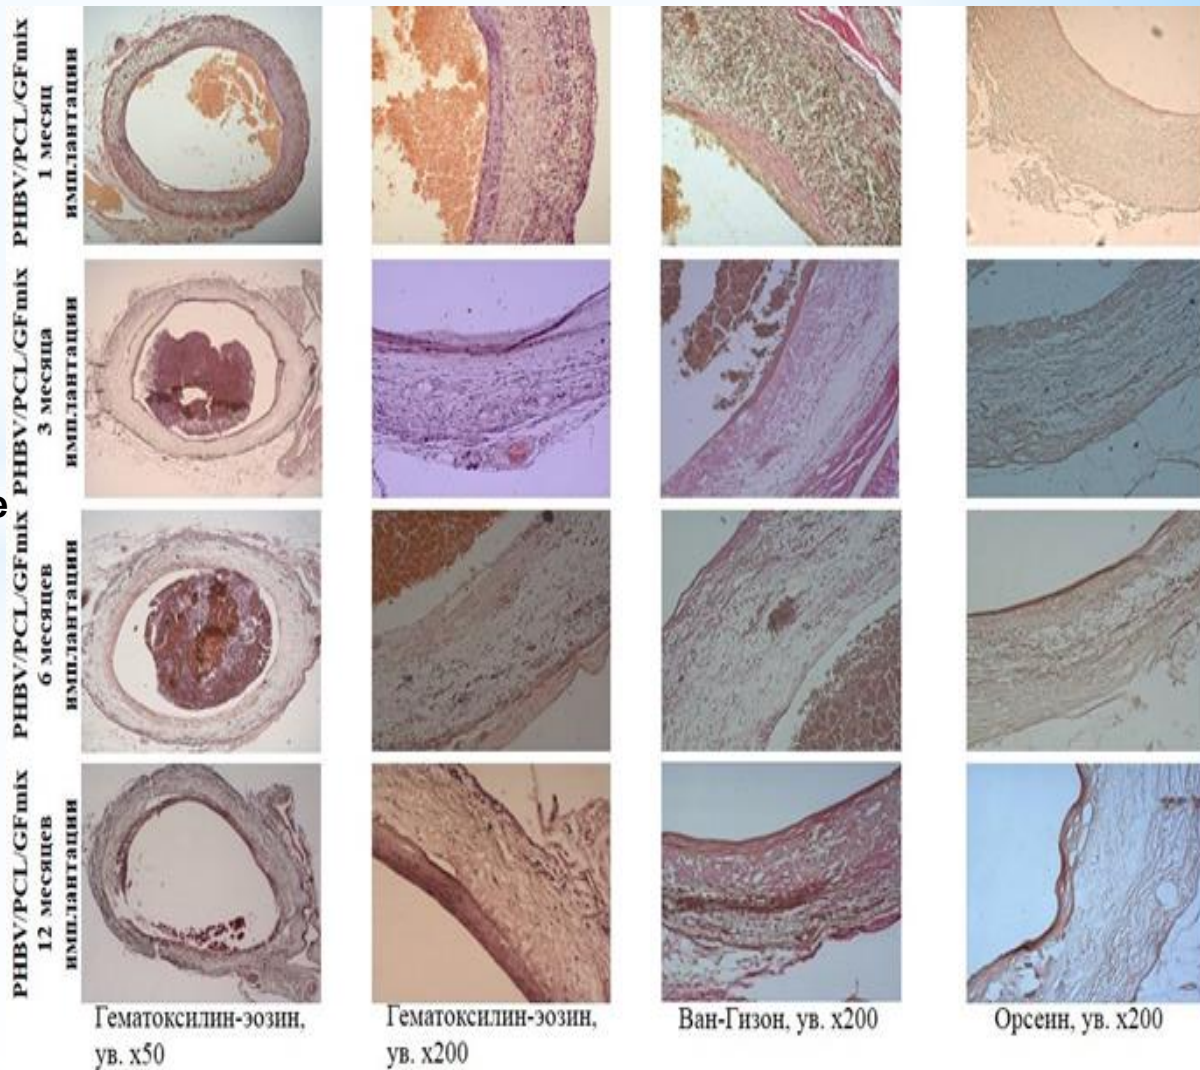 PHBV/PCL/GFmix
1 месяц
имплантации
PHBV/PCL/GFmix
3 месяца
имплантации
е
PHBV/PCL/GFmix
6 месяцев
имплантации
PHBV/PCL/GFmix
12 месяцев
имплантации
Гематоксилин-эозин,
ув. х50
Гематоксилин-эозин,
ув. х200
Ван-Гизон, ув. х200
Орсеин, ув. х200